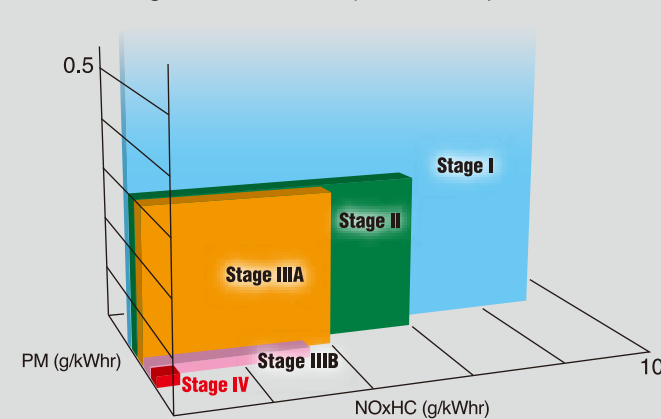 0.5
Stage I
Stage II
Stage IIIA
Stage IIIB
PM (g/kWhr)
10
Stage IV
NOxHC (g/kWhr)